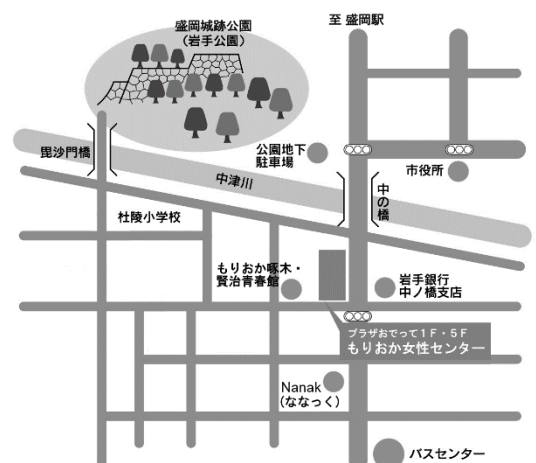 盛岡城跡公園
(岩手公園)
至 盛岡駅
毘沙門橋
公園地下
駐車場
市役所
中津川
中の橋
杜陵小学校
もりおか啄木・
賢治青春館
岩手銀行
中ノ橋支店
プラザおでって1F・5F
もりおか女性センター
Nanak
(ななっく)
バスセンター